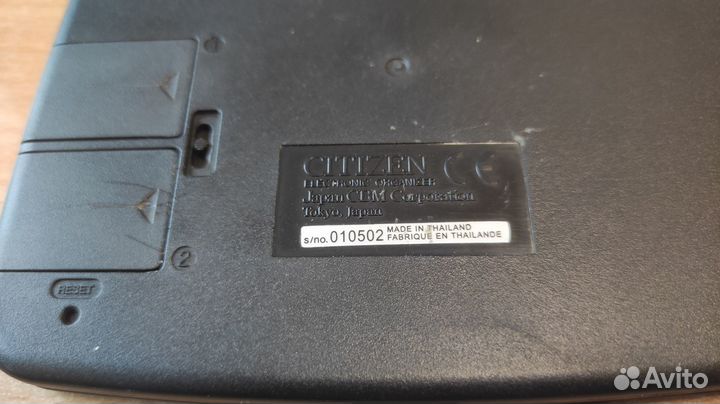 1
CITIZEN CE
ELECTRONIC ORGANIZER
Japan CBM Corporation
Tokyo, Japan
s/no. 010502 MADE IN THAILAND
FABRIQUE EN THAILANDE
2
RESET
Avito